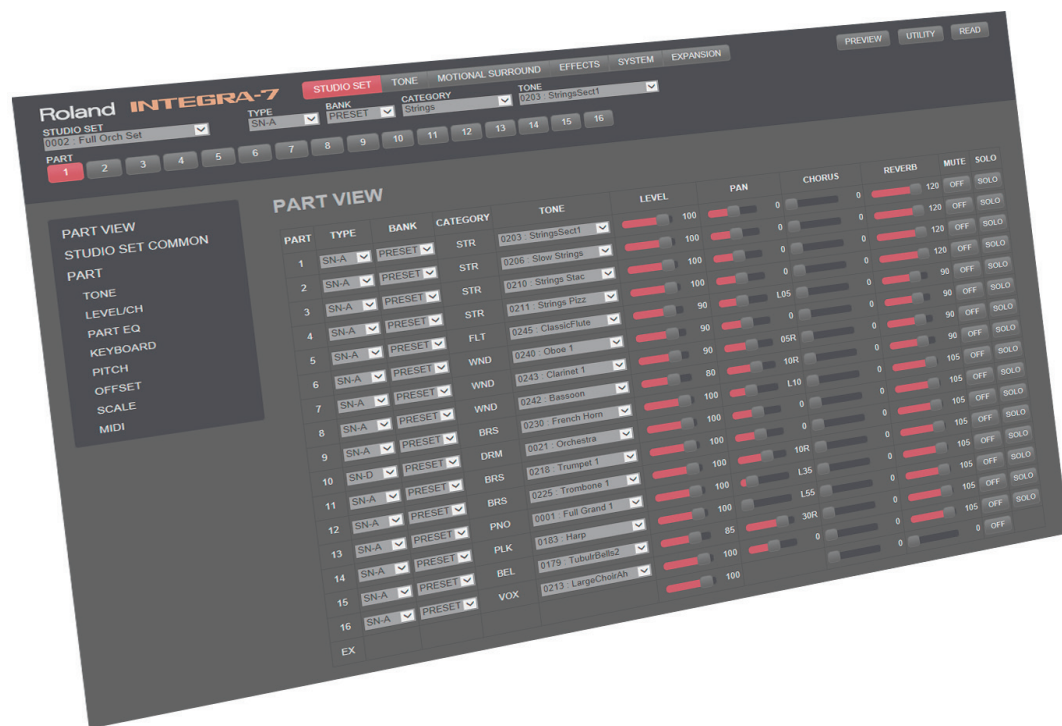 Roland INTEGRA-7
STUDIO SET TONE MOTIONAL SURROUND EFFECTS SYSTEM EXPANSION
PREVIEW UTILITY READ
STUDIO SET TYPE BANK CATEGORY TONE
0002 : Full Orch Set SN-A PRESET Strings 0203 : StringsSect1
PART
1 2 3 4 5 6 7 8 9 10 11 12 13 14 15 16
PART VIEW
STUDIO SET COMMON
PART
TONE
LEVEL/CH
PART EQ
KEYBOARD
PITCH
OFFSET
SCALE
MIDI
PART VIEW
PART TYPE BANK CATEGORY TONE LEVEL PAN CHORUS REVERB MUTE SOLO
1 SN-A PRESET STR 0203 : StringsSect1 100 0 0 120 OFF SOLO
2 SN-A PRESET STR 0206 : Slow Strings 100 0 0 120 OFF SOLO
3 SN-A PRESET STR 0210 : Strings Stac 100 0 0 120 OFF SOLO
4 SN-A PRESET STR 0211 : Strings Pizz 100 0 0 120 OFF SOLO
5 SN-A PRESET FLT 0245 : ClassicFlute 90 L05 0 90 OFF SOLO
6 SN-A PRESET WND 0240 : Oboe 1 90 0 0 90 OFF SOLO
7 SN-A PRESET WND 0243 : Clarinet 1 90 05R 0 90 OFF SOLO
8 SN-A PRESET WND 0242 : Bassoon 80 10R 0 90 OFF SOLO
9 SN-A PRESET BRS 0230 : French Horn 100 L10 0 105 OFF SOLO
10 SN-D PRESET DRM 0021 : Orchestra 100 0 0 105 OFF SOLO
11 SN-A PRESET BRS 0218 : Trumpet 1 100 10R 0 105 OFF SOLO
12 SN-A PRESET BRS 0225 : Trombone 1 100 0 105 OFF SOLO
13 SN-A PRESET PNO 0001 : Full Grand 1 100 L35 0 105 OFF SOLO
14 SN-A PRESET PLK 0183 : Harp 85 L55 0 105 OFF SOLO
15 SN-A PRESET BEL 0179 : TubulrBells2 100 30R 0 105 OFF SOLO
16 SN-A PRESET VOX 0213 : LargeChoirAh 100 0 0 105 OFF SOLO
EX 0 0 OFF